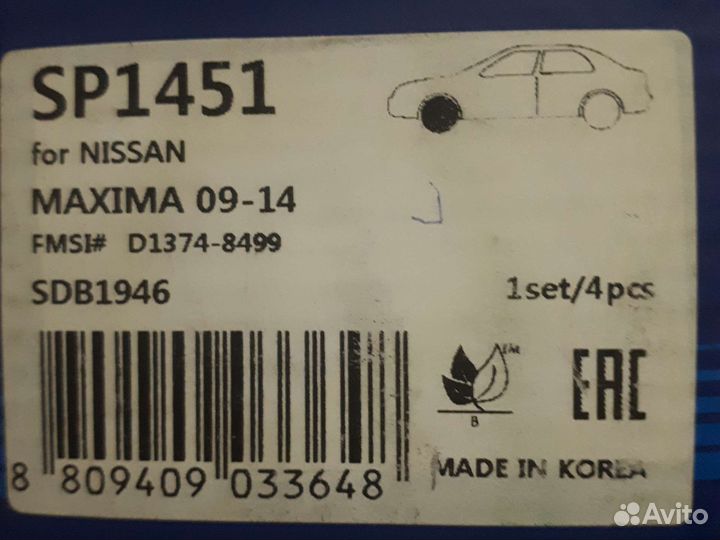 SP1451
for NISSAN
MAXIMA 09-14
FMSI# D1374-8499
SDB1946
1set/4pcs
TM
B
EAC
8 809409 033648
MADE IN KOREA
Avito